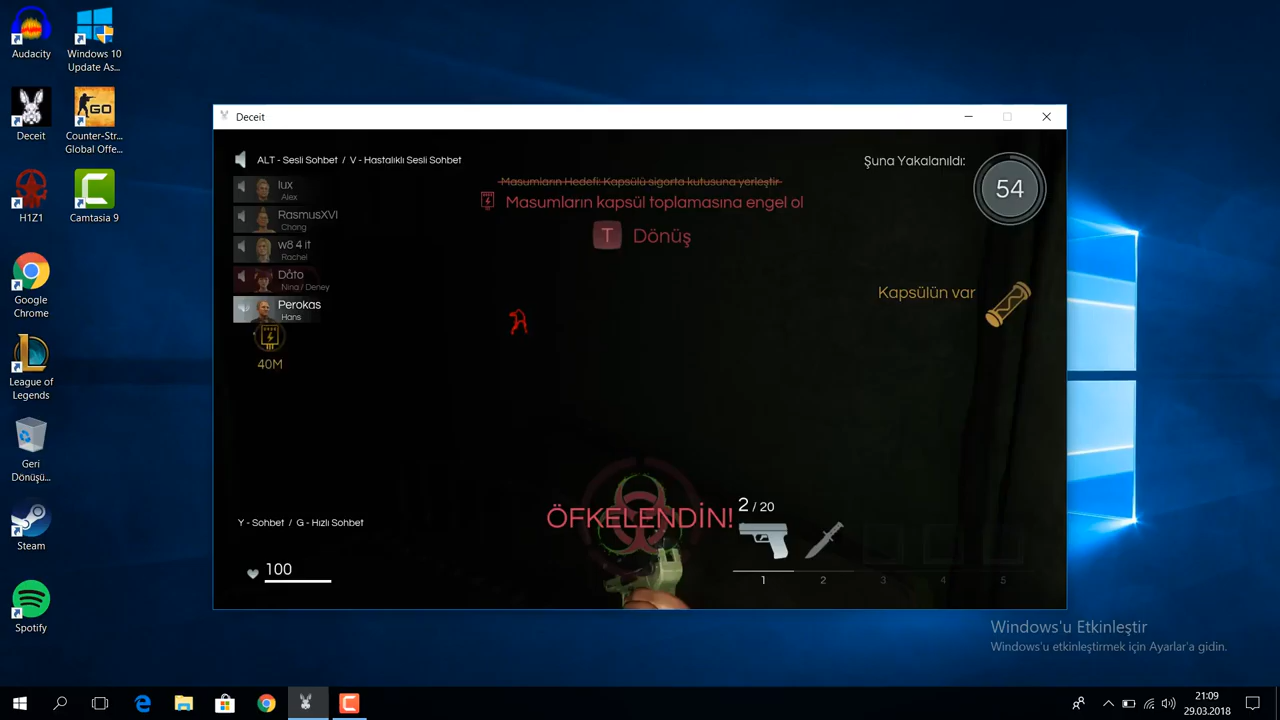 Audacity
Windows 10
Update As...
Deceit
Counter-Str...
Global Offe...
H1Z1
Camtasia 9
Google
Chrome
League of
Legends
Geri
Dönüşü...
Steam
Spotify
Deceit
ALT - Sesli Sohbet / V - Hastalıklı Sesli Sohbet
lux
Alex
RasmusXVI
Chang
w8 4 it
Rachel
Dåto
Nina / Deney
Perokas
Hans
40M
Masumların Hedefi: Kapsülü sigorta kutusuna yerleştir
Masumların kapsül toplamasına engel ol
T Dönüş
Şuna Yakalanıldı:
54
Kapsülün var
Y - Sohbet / G - Hızlı Sohbet
100
ÖFKELENDİN!
2 / 20
1 2 3 4 5
Windows'u Etkinleştir
Windows'u etkinleştirmek için Ayarlar'a gidin.
21:09
29.03.2018